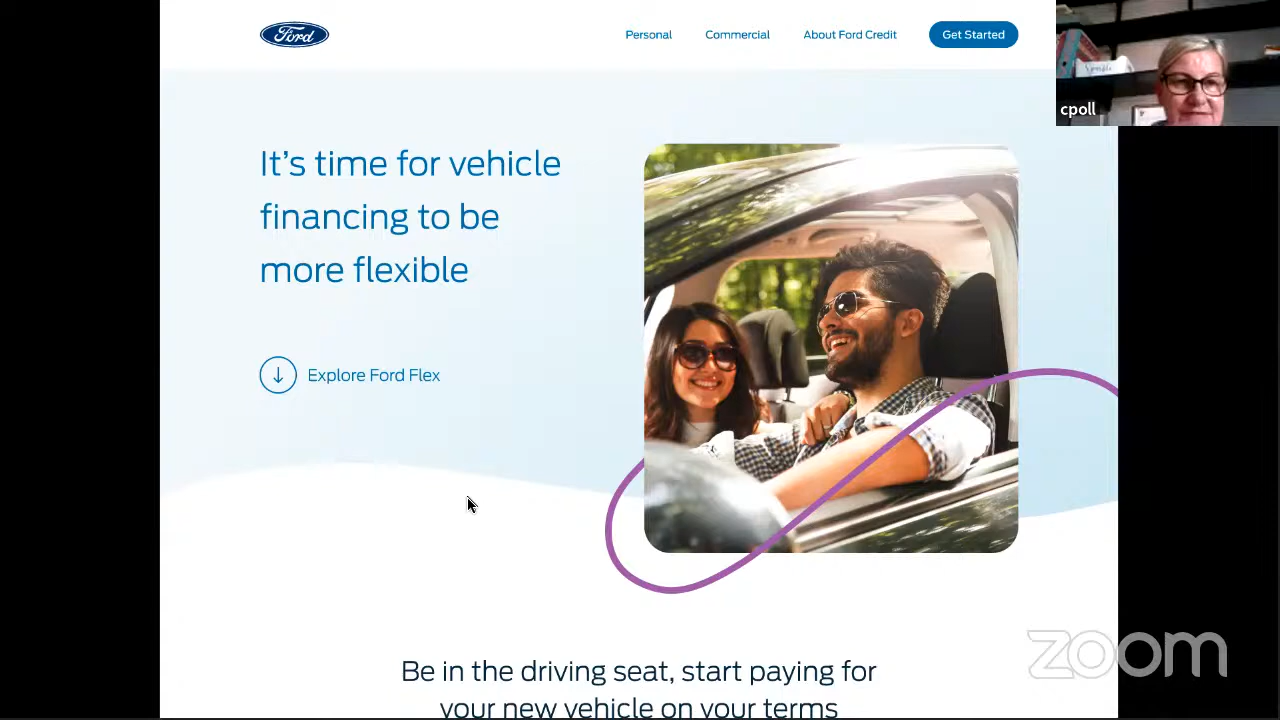 Ford
Personal
Commercial
About Ford Credit
Get Started
cpoll
It's time for vehicle
financing to be
more flexible
Explore Ford Flex
Be in the driving seat, start paying for
your new vehicle on your terms
zoom